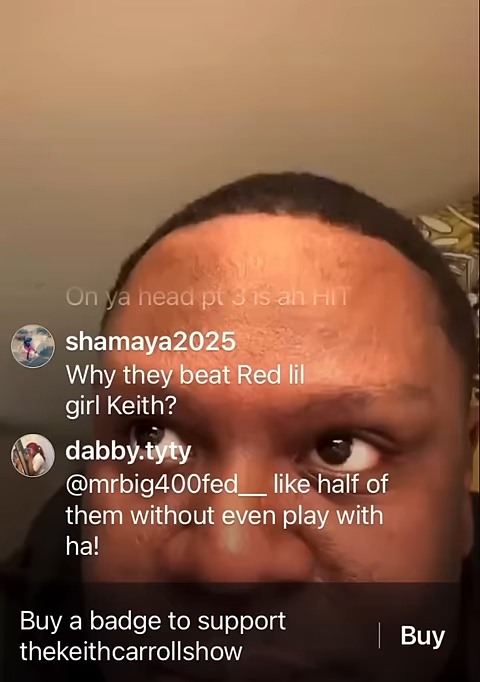 On ya head pt 3 is an HIT
shamaya2025
Why they beat Red lil
girl Keith?
dabby.tyty
@mrbig400fed__ like half of
them without even play with
ha!
Buy a badge to support
thekeithcarrollshow
Buy